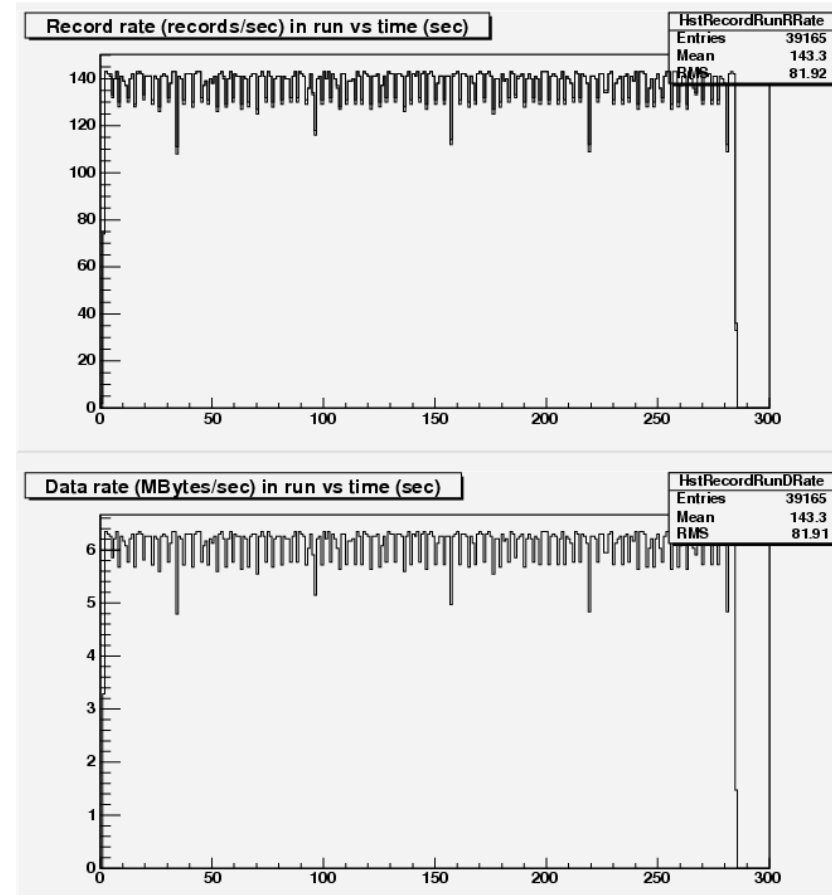 Record rate (records/sec) in run vs time (sec)
HstRecordRunRRate
Entries 39165
Mean 143.3
RMS 81.92
140
120
100
80
60
40
20
0
0 50 100 150 200 250 300
Data rate (MBytes/sec) in run vs time (sec)
HstRecordRunDRate
Entries 39165
Mean 143.3
RMS 81.91
6
5
4
3
2
1
0
0 50 100 150 200 250 300